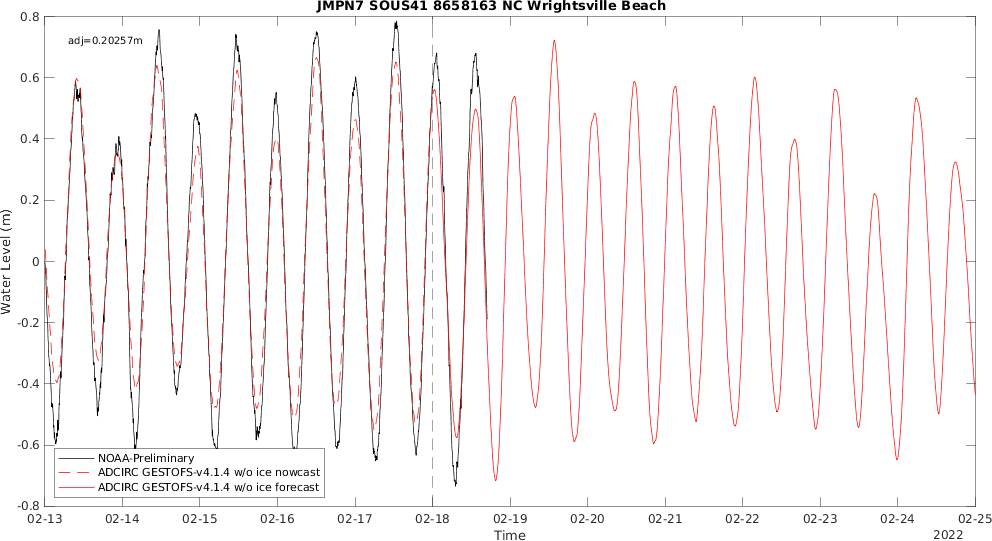 JMPN7 SOUS41 8658163 NC Wrightsville Beach
adj=0.20257m
0.8
0.6
0.4
0.2
0
-0.2
-0.4
-0.6
-0.8
Water Level (m)
NOAA-Preliminary
ADCIRC GESTOFS-v4.1.4 w/o ice nowcast
ADCIRC GESTOFS-v4.1.4 w/o ice forecast
02-13 02-14 02-15 02-16 02-17 02-18 02-19 02-20 02-21 02-22 02-23 02-24 02-25
Time
2022